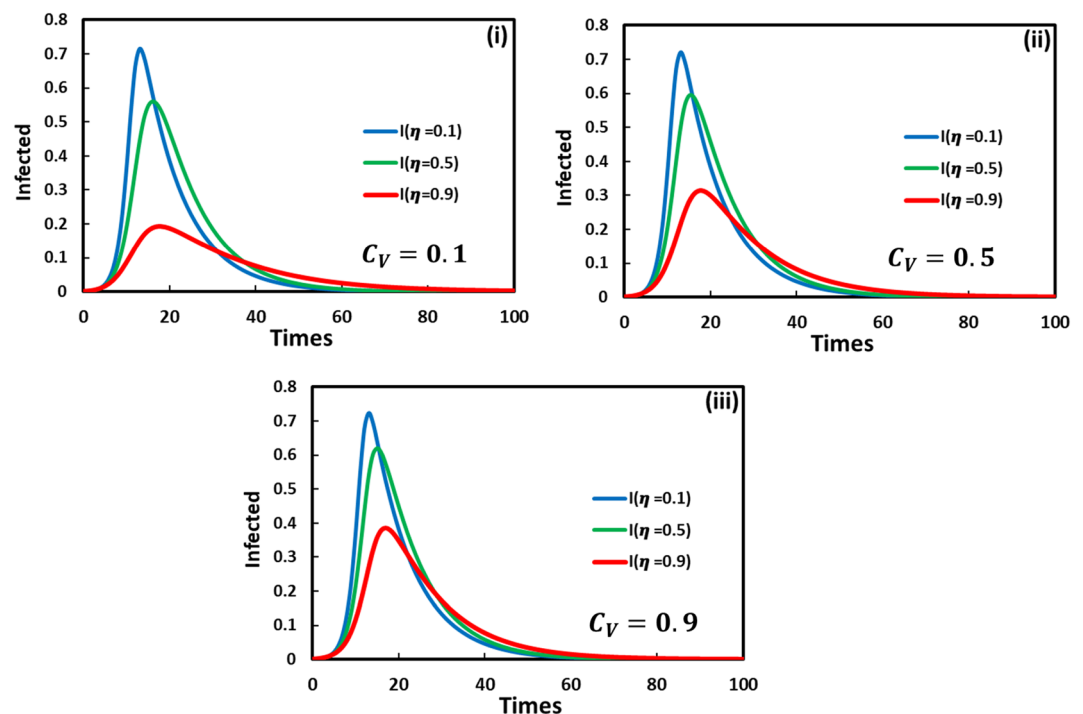 (i)
0.8
0.7
0.6
0.5
0.4
0.3
0.2
0.1
0
Infected
I(η =0.1)
I(η =0.5)
I(η =0.9)
C_V = 0.1
0 20 40 60 80 100
Times
(ii)
0.8
0.7
0.6
0.5
0.4
0.3
0.2
0.1
0
Infected
I(η =0.1)
I(η =0.5)
I(η =0.9)
C_V = 0.5
0 20 40 60 80 100
Times
(iii)
0.8
0.7
0.6
0.5
0.4
0.3
0.2
0.1
0
Infected
I(η =0.1)
I(η =0.5)
I(η =0.9)
C_V = 0.9
0 20 40 60 80 100
Times